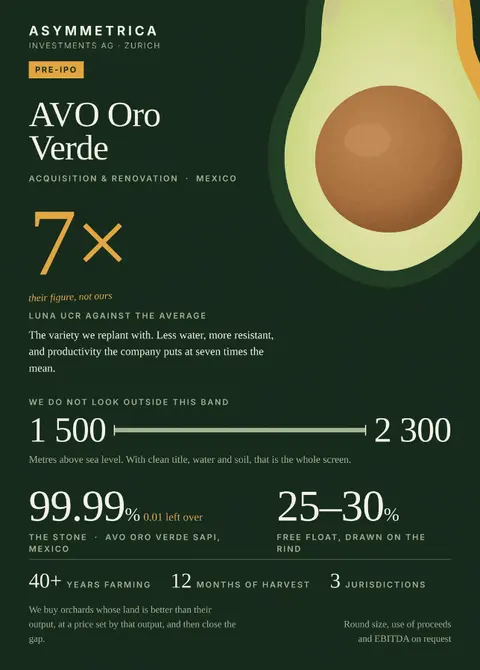 ASYMMETRICA
INVESTMENTS AG · ZURICH
PRE-IPO
AVO Oro
Verde
ACQUISITION & RENOVATION · MEXICO
7×
their figure, not ours
LUNA UCR AGAINST THE AVERAGE
The variety we replant with. Less water, more resistant,
and productivity the company puts at seven times the
mean.
WE DO NOT LOOK OUTSIDE THIS BAND
1 500 2 300
Metres above sea level. With clean title, water and soil, that is the whole screen.
99.99% 0.01 left over
THE STONE · AVO ORO VERDE SAPI,
MEXICO
25–30%
FREE FLOAT, DRAWN ON THE
RIND
40+ YEARS FARMING 12 MONTHS OF HARVEST 3 JURISDICTIONS
We buy orchards whose land is better than their
output, at a price set by that output, and then close the
gap.
Round size, use of proceeds
and EBITDA on request